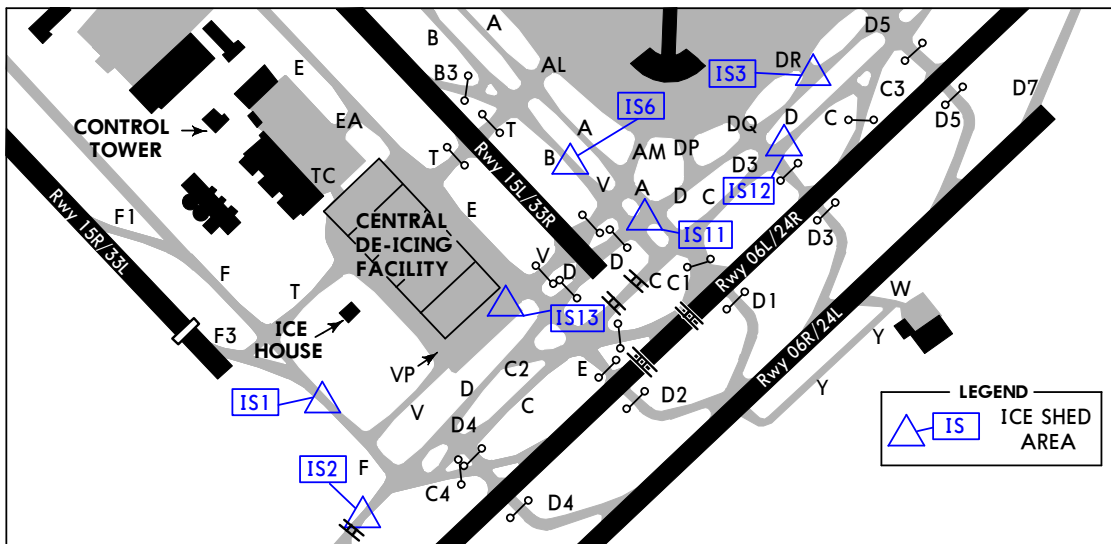 A
D5
B
E
AL
DR
IS3
B3
C3
D7
IS6
CONTROL
TOWER
EA
T
A
DQ
D
C
D5
T
B
AM
DP
D3
TC
Rwy 15L/33R
IS12
V
A
D
C
F1
CENTRAL
DE-ICING
FACILITY
E
IS11
D3
Rwy 06L/24R
Rwy 15R/33L
V
D
D
F
C
C1
T
W
D1
IS13
ICE
HOUSE
F3
Y
VP
C2
E
Rwy 06R/24L
IS1
D
C
D2
Y
V
D4
LEGEND
IS
ICE SHED
AREA
IS2
F
C4
D4